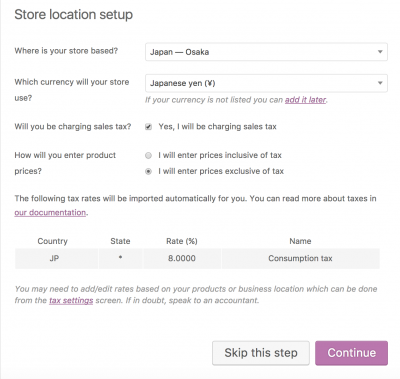 Store location setup
Where is your store based?
Japan — Osaka
Which currency will your store
use?
Japanese yen (¥)
If your currency is not listed you can add it later.
Will you be charging sales tax?
Yes, I will be charging sales tax
How will you enter product
prices?
I will enter prices inclusive of tax
I will enter prices exclusive of tax
The following tax rates will be imported automatically for you. You can read more about taxes in
our documentation.
Country State Rate (%) Name
JP * 8.0000 Consumption tax
You may need to add/edit rates based on your products or business location which can be done
from the tax settings screen. If in doubt, speak to an accountant.
Skip this step
Continue